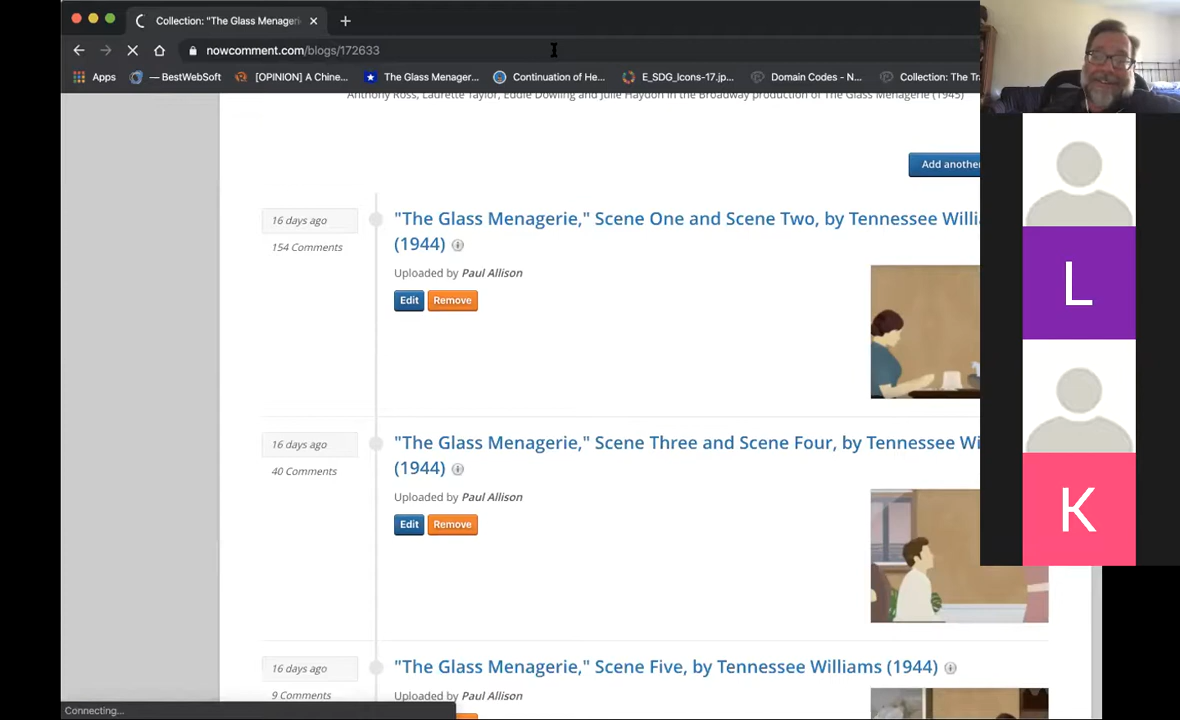 Collection: "The Glass Menageri
nowcomment.com/blogs/172633
Apps — BestWebSoft [OPINION] A Chine... The Glass Menager... Continuation of He... E_SDG_Icons-17.jp... Domain Codes - N... Collection: The Tra
Anthony Ross, Laurette Taylor, Eddie Dowling and Julie Haydon in the Broadway production of The Glass Menagerie (1945)
Add another
16 days ago
154 Comments
"The Glass Menagerie," Scene One and Scene Two, by Tennessee Willia
(1944)
Uploaded by Paul Allison
Edit Remove
16 days ago
40 Comments
"The Glass Menagerie," Scene Three and Scene Four, by Tennessee Wi
(1944)
Uploaded by Paul Allison
Edit Remove
16 days ago
9 Comments
"The Glass Menagerie," Scene Five, by Tennessee Williams (1944)
Uploaded by Paul Allison
Connecting...
L
K